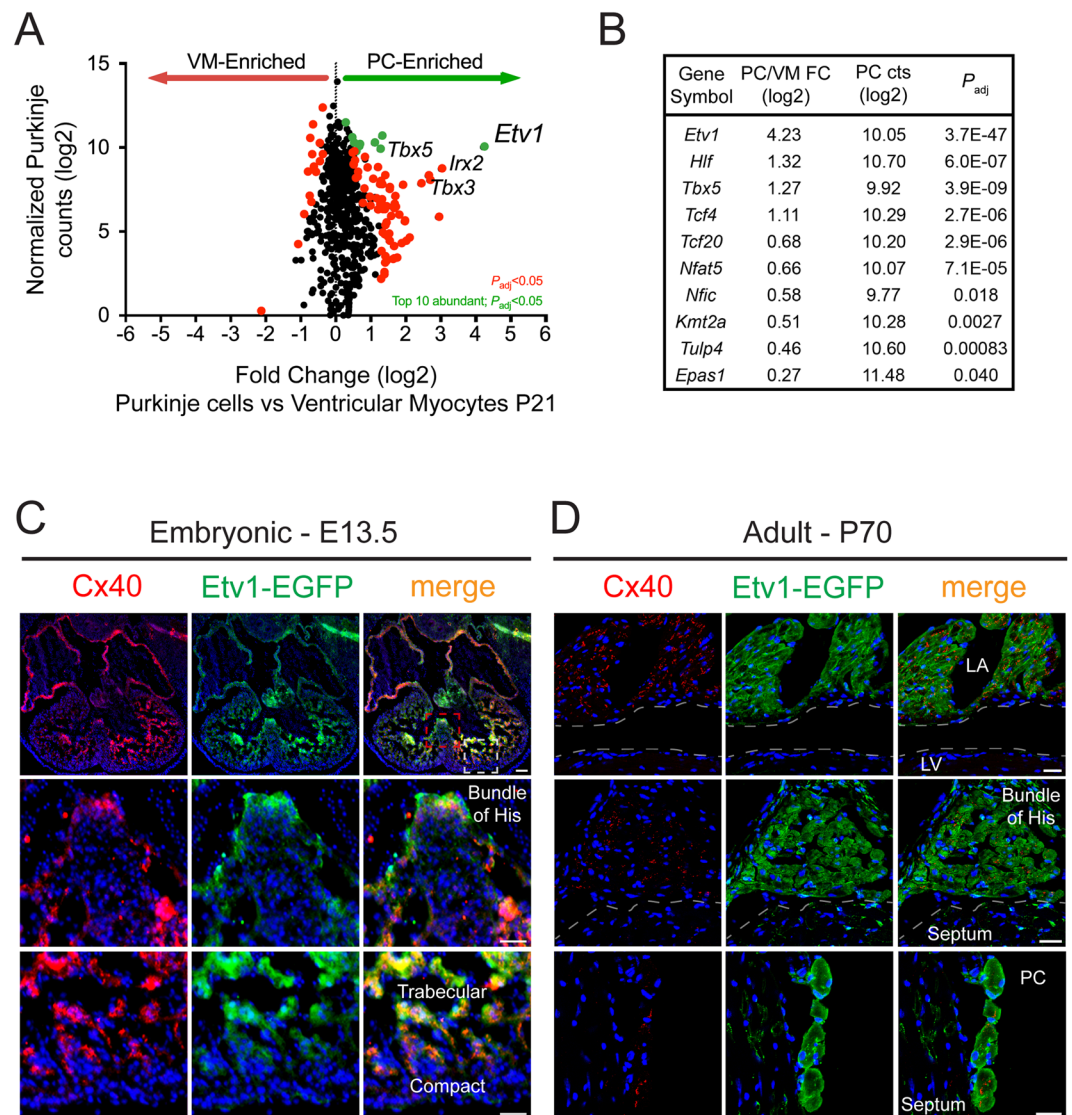 A
VM-Enriched
PC-Enriched
15
10
5
0
Normalized Purkinje
counts (log2)
Etv1
Tbx5
Irx2
Tbx3
Padj<0.05
Top 10 abundant; Padj<0.05
-6 -5 -4 -3 -2 -1 0 1 2 3 4 5 6
Fold Change (log2)
Purkinje cells vs Ventricular Myocytes P21
B
Gene Symbol PC/VM FC (log2) PC cts (log2) Padj
Etv1 4.23 10.05 3.7E-47
Hlf 1.32 10.70 6.0E-07
Tbx5 1.27 9.92 3.9E-09
Tcf4 1.11 10.29 2.7E-06
Tcf20 0.68 10.20 2.9E-06
Nfat5 0.66 10.07 7.1E-05
Nfic 0.58 9.77 0.018
Kmt2a 0.51 10.28 0.0027
Tulp4 0.46 10.60 0.00083
Epas1 0.27 11.48 0.040
C
Embryonic - E13.5
Cx40 Etv1-EGFP merge
Bundle
of His
Trabecular
Compact
D
Adult - P70
Cx40 Etv1-EGFP merge
LA
LV
Bundle
of His
Septum
PC
Septum